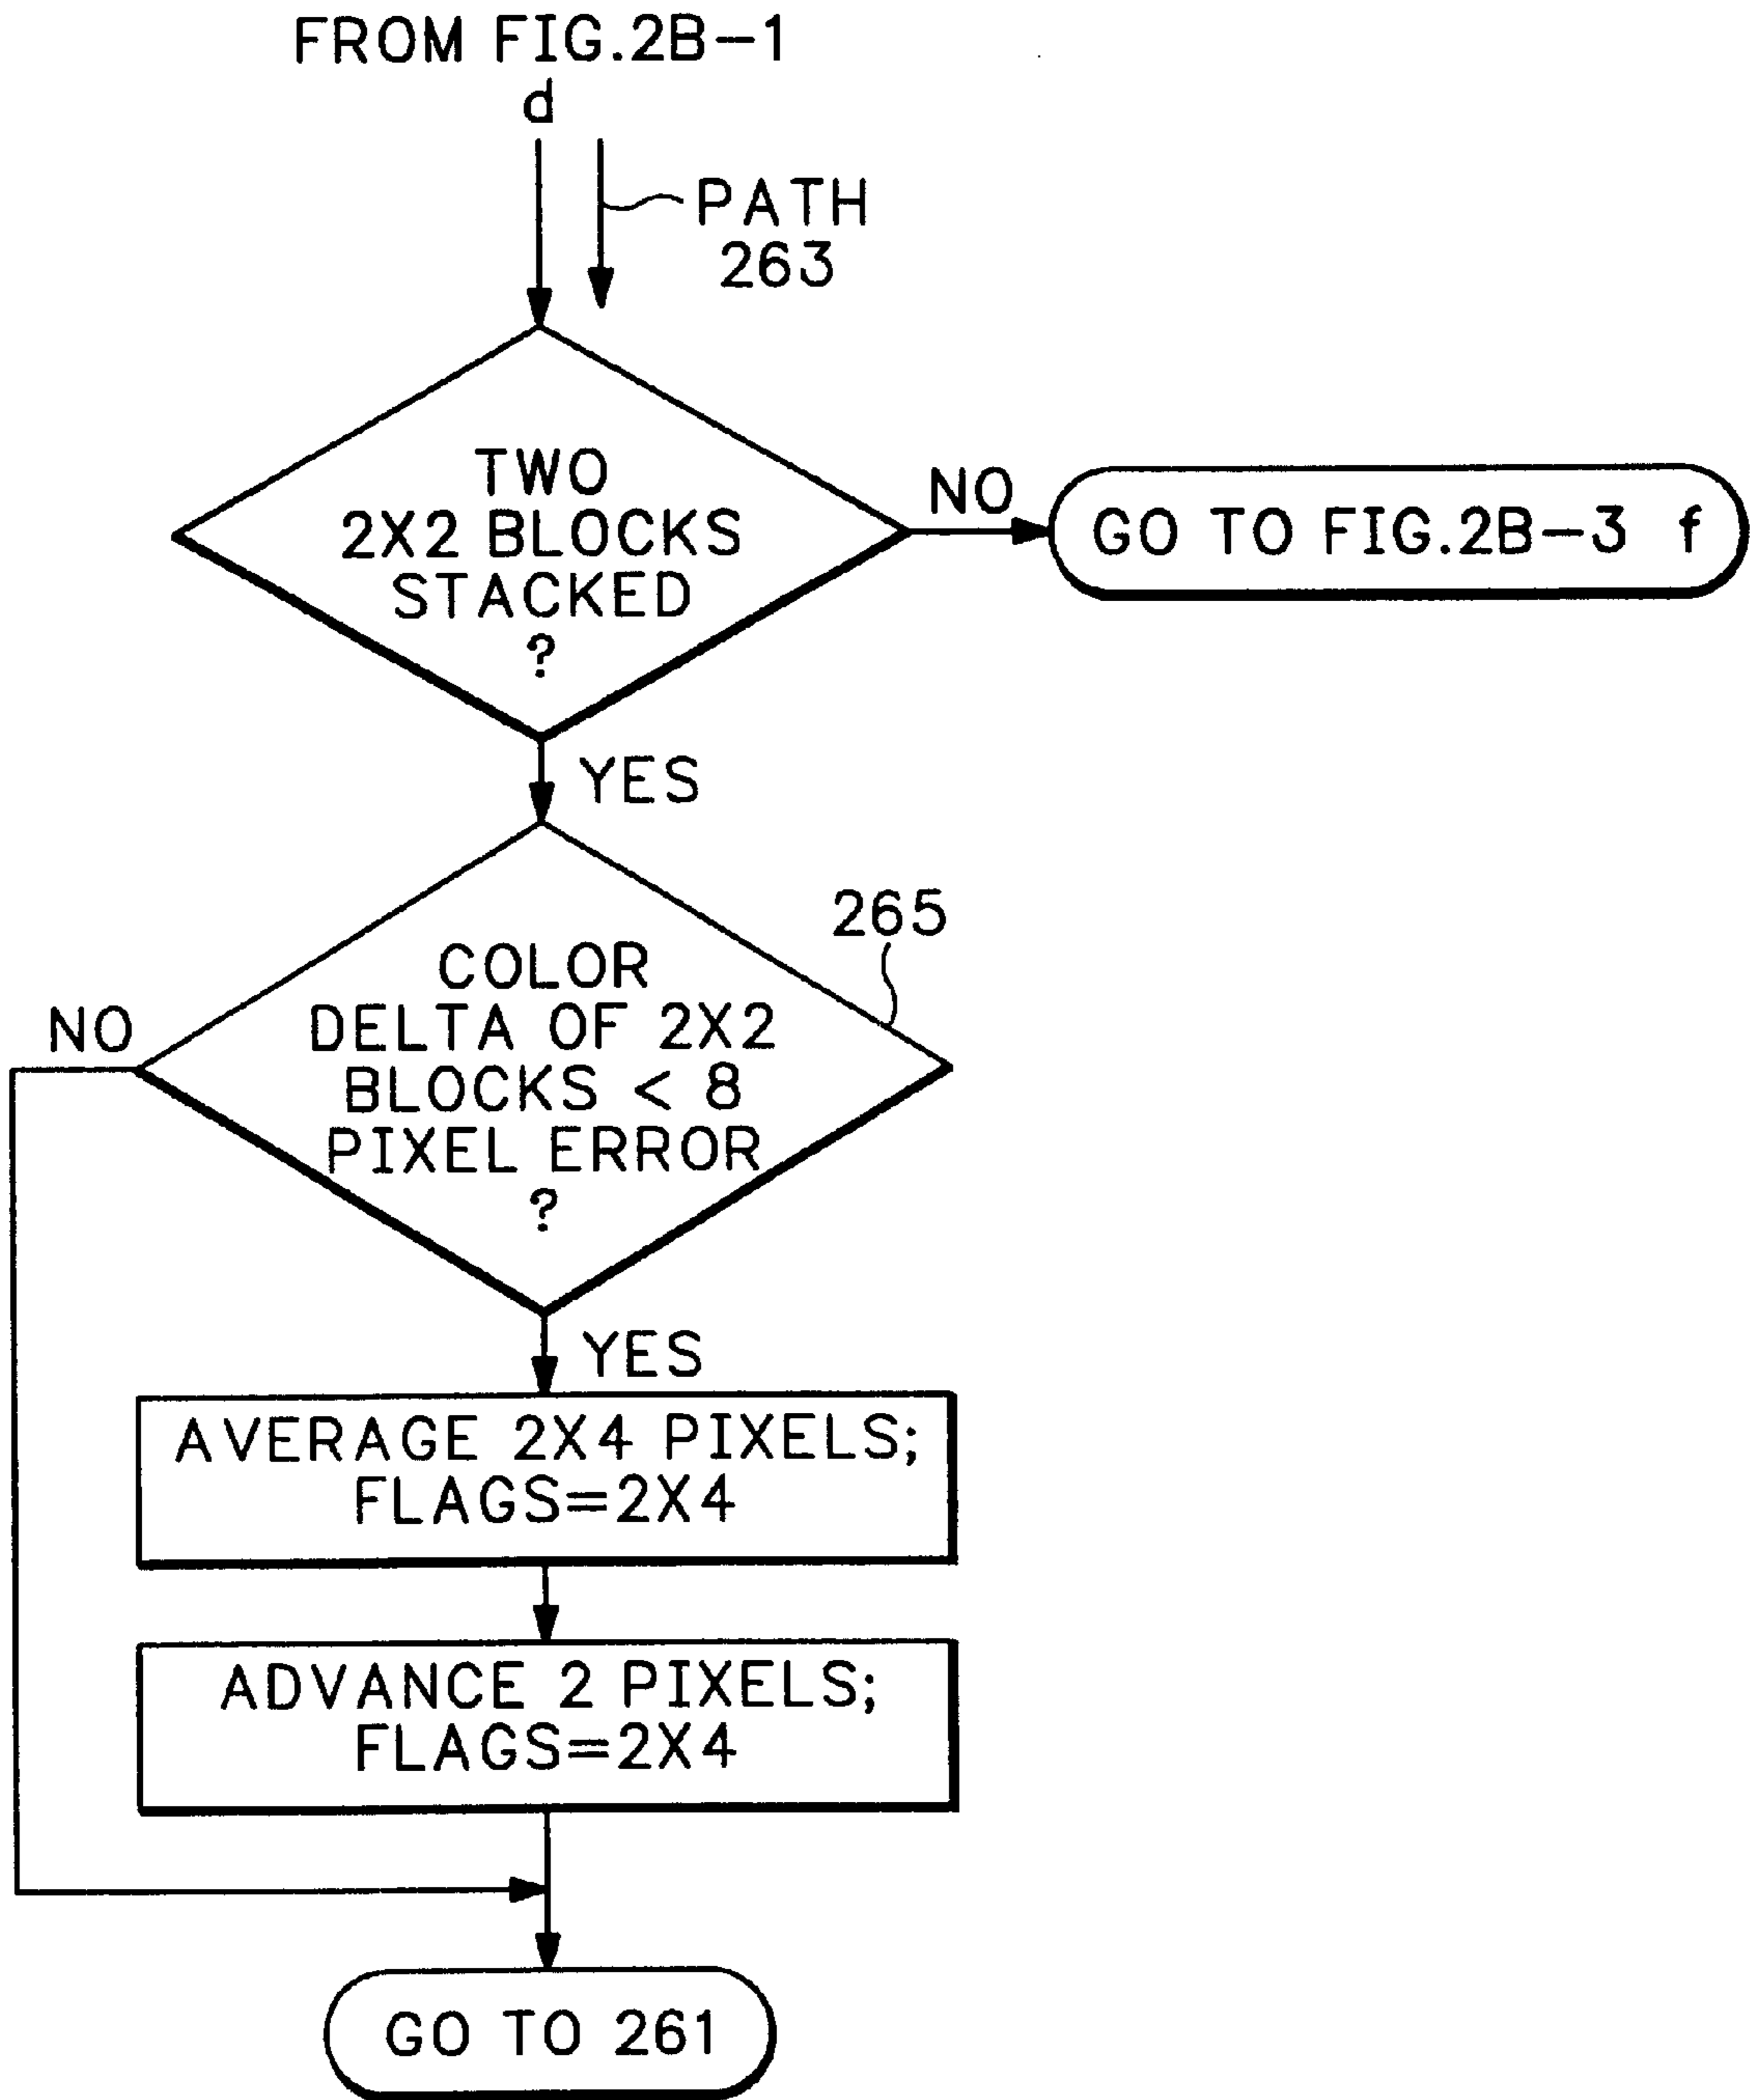 FROM FIG.2B-1
d
PATH
263
TWO
2X2 BLOCKS
STACKED
?
NO
GO TO FIG.2B-3 f
YES
265
COLOR
DELTA OF 2X2
BLOCKS < 8
PIXEL ERROR
?
NO
YES
AVERAGE 2X4 PIXELS;
FLAGS=2X4
ADVANCE 2 PIXELS;
FLAGS=2X4
GO TO 261